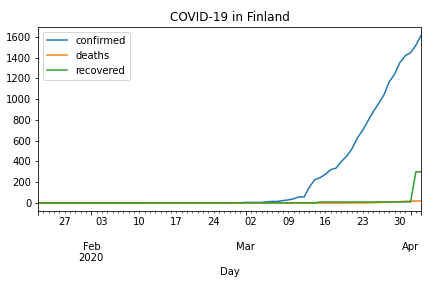 COVID-19 in Finland
confirmed
deaths
recovered
1600
1400
1200
1000
800
600
400
200
0
27 03 10 17 24 02 09 16 23 30
Feb Mar Apr
2020
Day